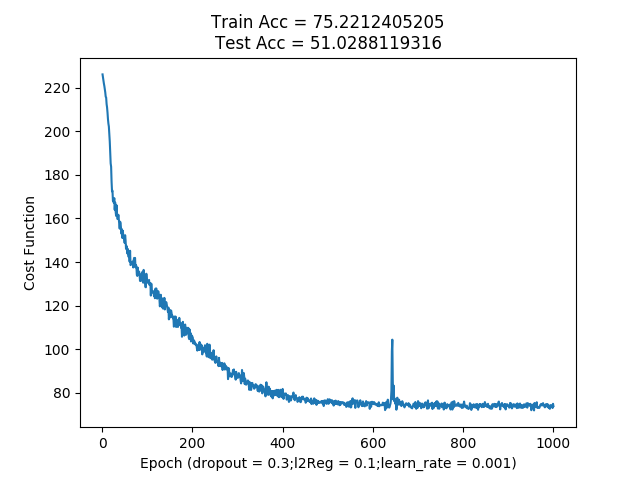 Train Acc = 75.2212405205
Test Acc = 51.0288119316
220
200
180
160
140
120
100
80
Cost Function
0 200 400 600 800 1000
Epoch (dropout = 0.3;l2Reg = 0.1;learn_rate = 0.001)